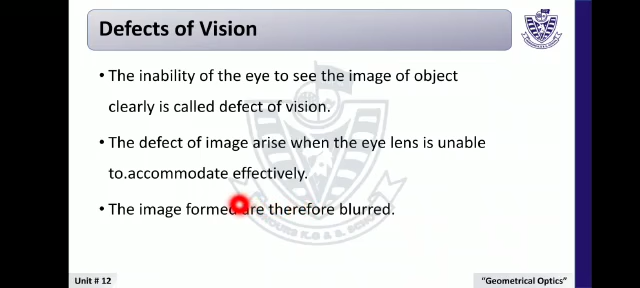 Defects of Vision
• The inability of the eye to see the image of object
clearly is called defect of vision.
• The defect of image arise when the eye lens is unable
to.accommodate effectively.
• The image formed are therefore blurred.
Unit # 12
“Geometrical Optics”